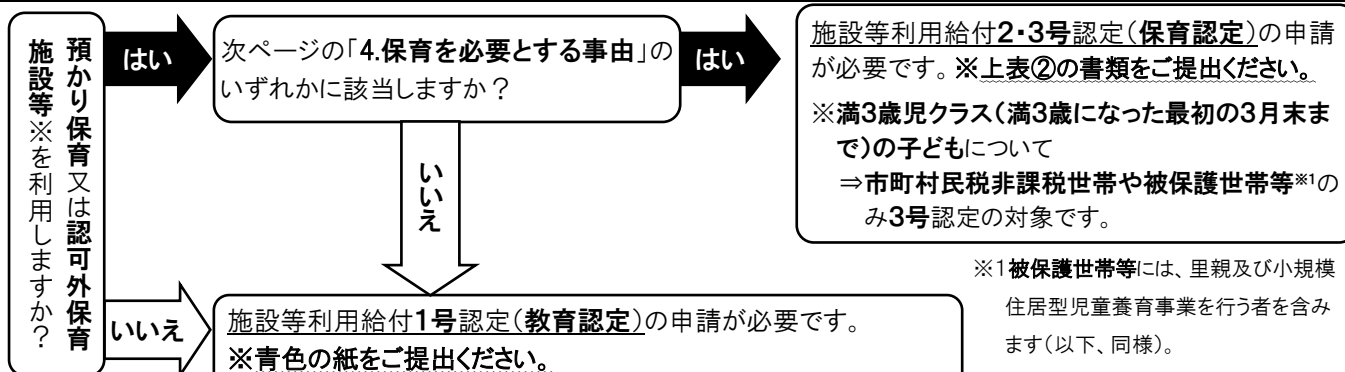 預かり保育又は認可外保育
施設等※を利用しますか？
はい
次ページの「4.保育を必要とする事由」の
いずれかに該当しますか？
はい
施設等利用給付2・3号認定(保育認定)の申請
が必要です。※上表②の書類をご提出ください。
※満3歳児クラス(満3歳になった最初の3月末ま
で)の子どもについて
⇒市町村民税非課税世帯や被保護世帯等※1の
み3号認定の対象です。
いいえ
※1被保護世帯等には、里親及び小規模
住居型児童養育事業を行う者を含み
ます(以下、同様)。
いいえ
施設等利用給付1号認定(教育認定)の申請が必要です。
※青色の紙をご提出ください。